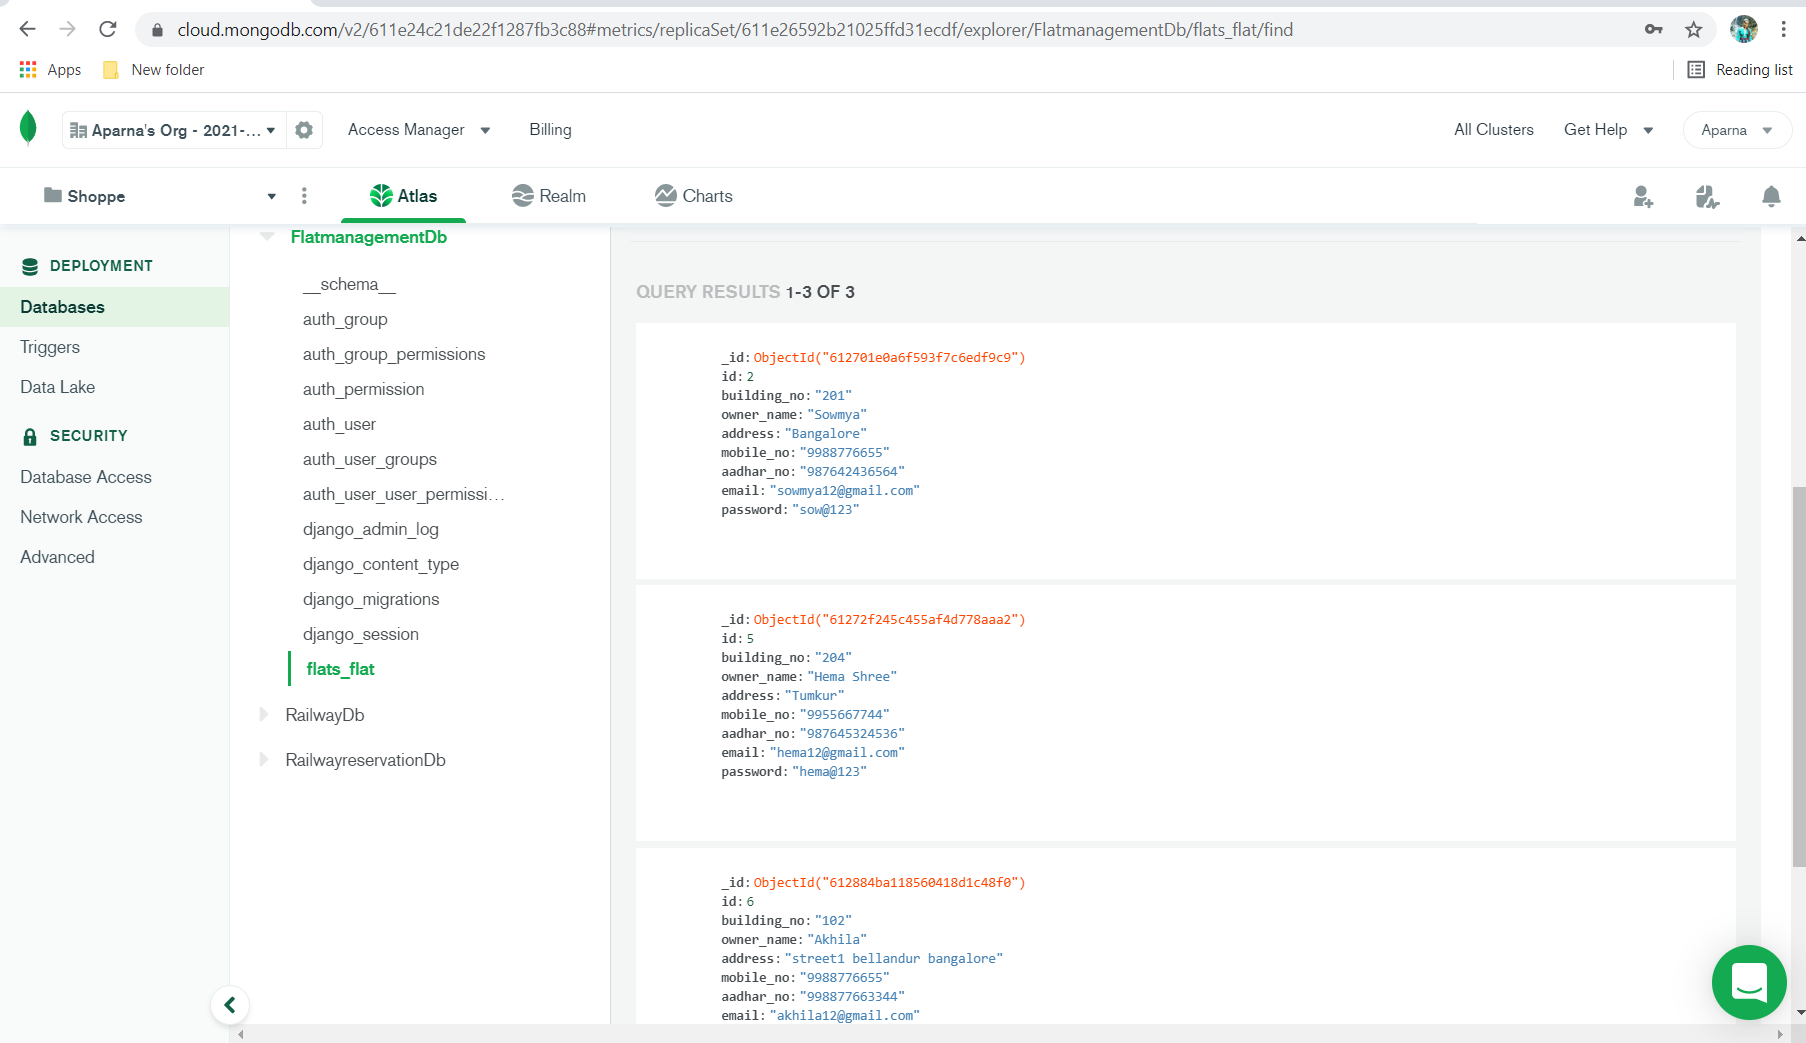 cloud.mongodb.com/v2/611e24c21de22f1287fb3c88#metrics/replicaSet/611e26592b21025ffd31ecdf/explorer/FlatmanagementDb/flats_flat/find
Apps
New folder
Reading list
Aparna's Org - 2021-...
Access Manager
Billing
All Clusters
Get Help
Aparna
Shoppe
Atlas
Realm
Charts
DEPLOYMENT
Databases
Triggers
Data Lake
SECURITY
Database Access
Network Access
Advanced
FlatmanagementDb
__schema__
auth_group
auth_group_permissions
auth_permission
auth_user
auth_user_groups
auth_user_user_permissi...
django_admin_log
django_content_type
django_migrations
django_session
flats_flat
RailwayDb
RailwayreservationDb
QUERY RESULTS 1-3 OF 3
_id: ObjectId("612701e0a6f593f7c6edf9c9")
id: 2
building_no: "201"
owner_name: "Sowmya"
address: "Bangalore"
mobile_no: "9988776655"
aadhar_no: "987642436564"
email: "sowmya12@gmail.com"
password: "sow@123"
_id: ObjectId("61272f245c455af4d778aaa2")
id: 5
building_no: "204"
owner_name: "Hema Shree"
address: "Tumkur"
mobile_no: "9955667744"
aadhar_no: "987645324536"
email: "hema12@gmail.com"
password: "hema@123"
_id: ObjectId("612884ba118560418d1c48f0")
id: 6
building_no: "102"
owner_name: "Akhila"
address: "street1 bellandur bangalore"
mobile_no: "9988776655"
aadhar_no: "998877663344"
email: "akhila12@gmail.com"